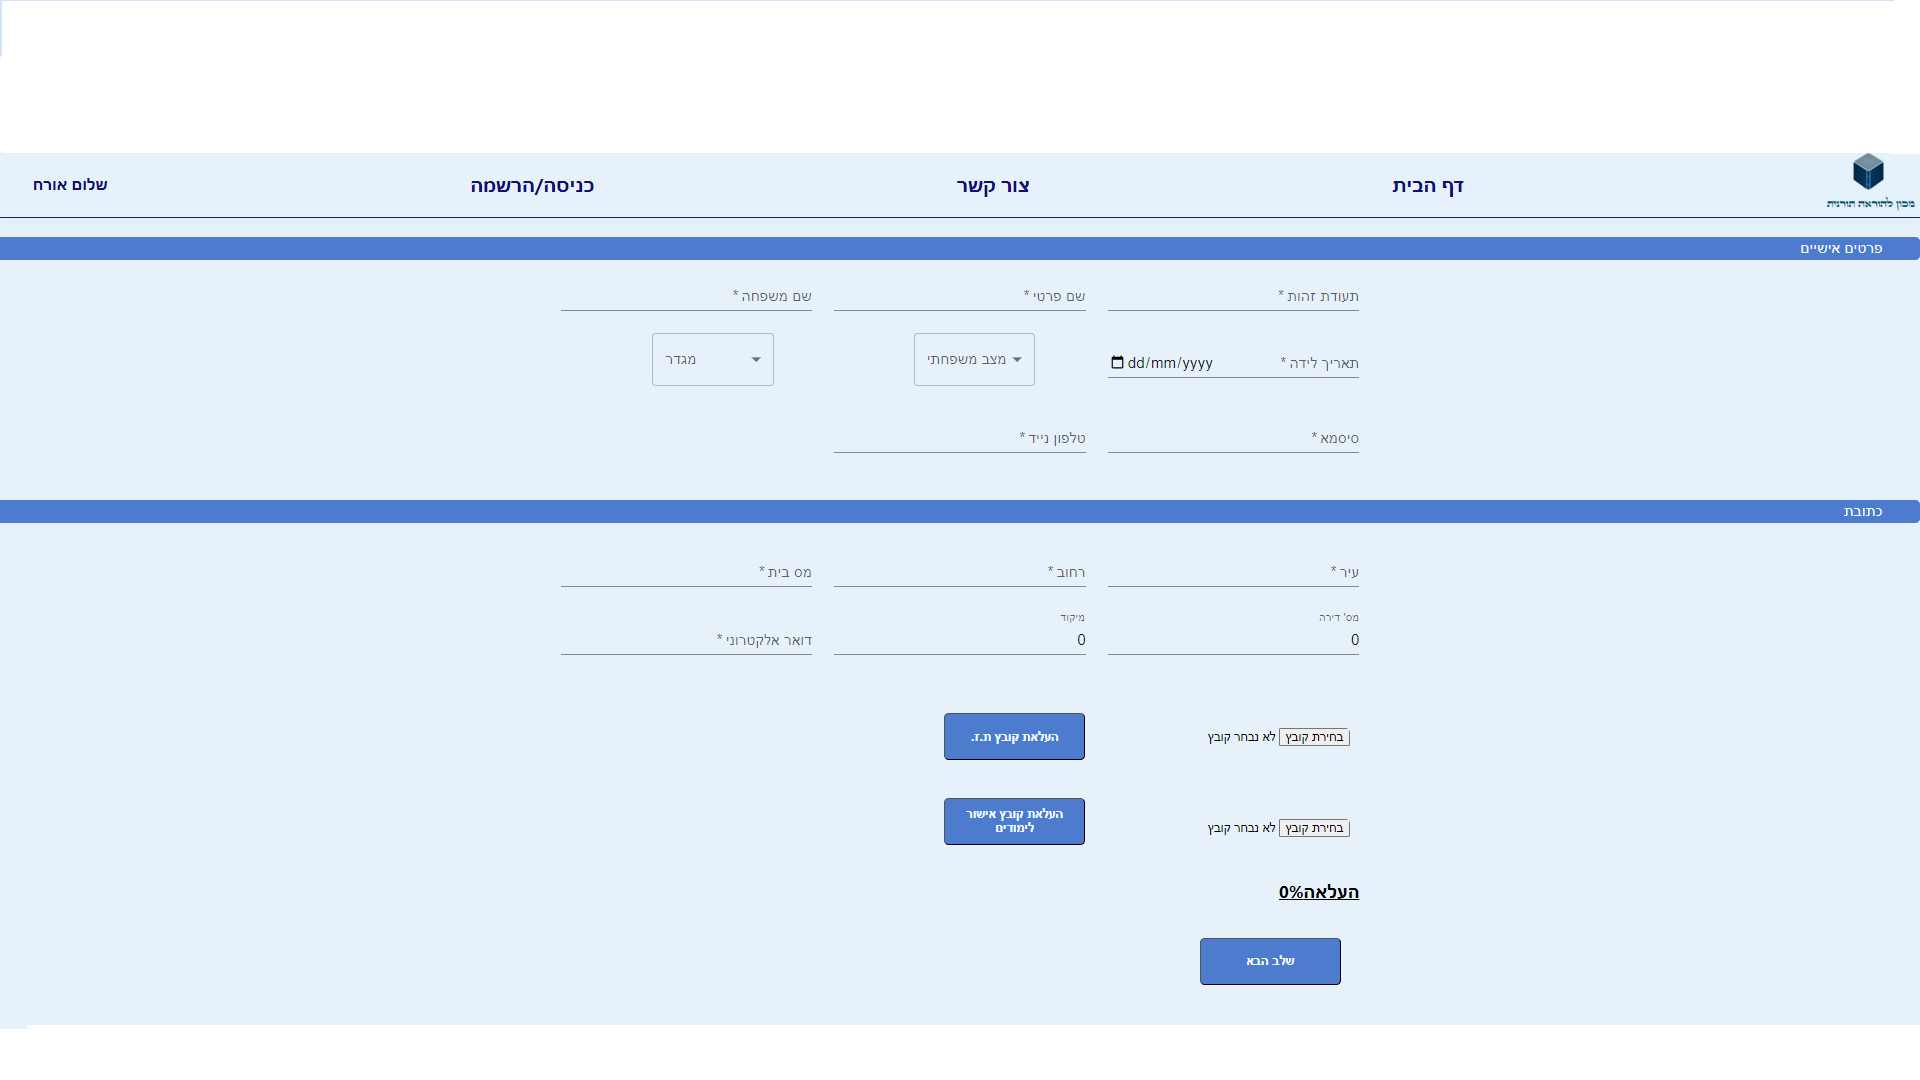 מכון להוראה תורנית
דף הבית
צור קשר
כניסה/הרשמה
שלום אורח
פרטים אישיים
תעודת זהות *
שם פרטי *
שם משפחה *
תאריך לידה *
dd/mm/yyyy
מצב משפחתי
מגדר
סיסמא *
טלפון נייד *
כתובת
עיר *
רחוב *
מס בית *
מס' דירה
0
מיקוד
0
דואר אלקטרוני *
בחירת קובץ לא נבחר קובץ
העלאת קובץ ת.ז.
בחירת קובץ לא נבחר קובץ
העלאת קובץ אישור
לימודים
העלאה0%
שלב הבא